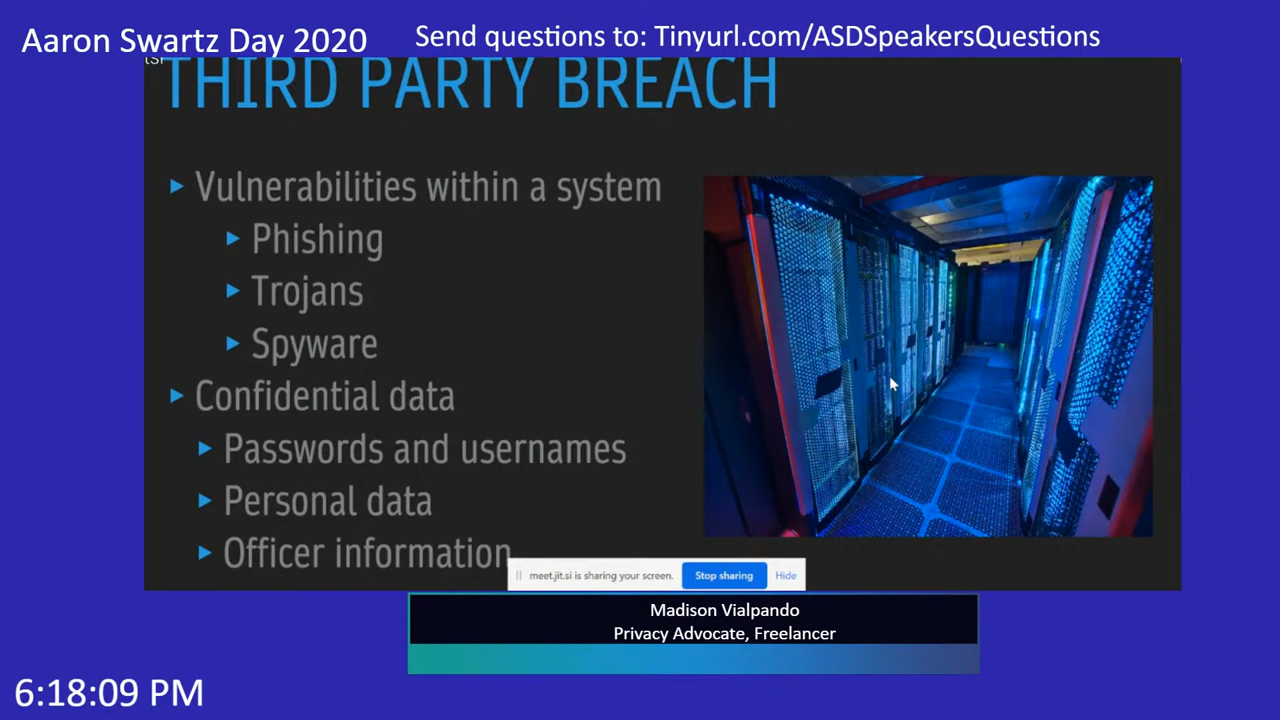 Aaron Swartz Day 2020
Send questions to: Tinyurl.com/ASDSpeakersQuestions
THIRD PARTY BREACH
Vulnerabilities within a system
Phishing
Trojans
Spyware
Confidential data
Passwords and usernames
Personal data
Officer information
meet.jit.si is sharing your screen.
Stop sharing
Hide
Madison Vialpando
Privacy Advocate, Freelancer
6:18:09 PM